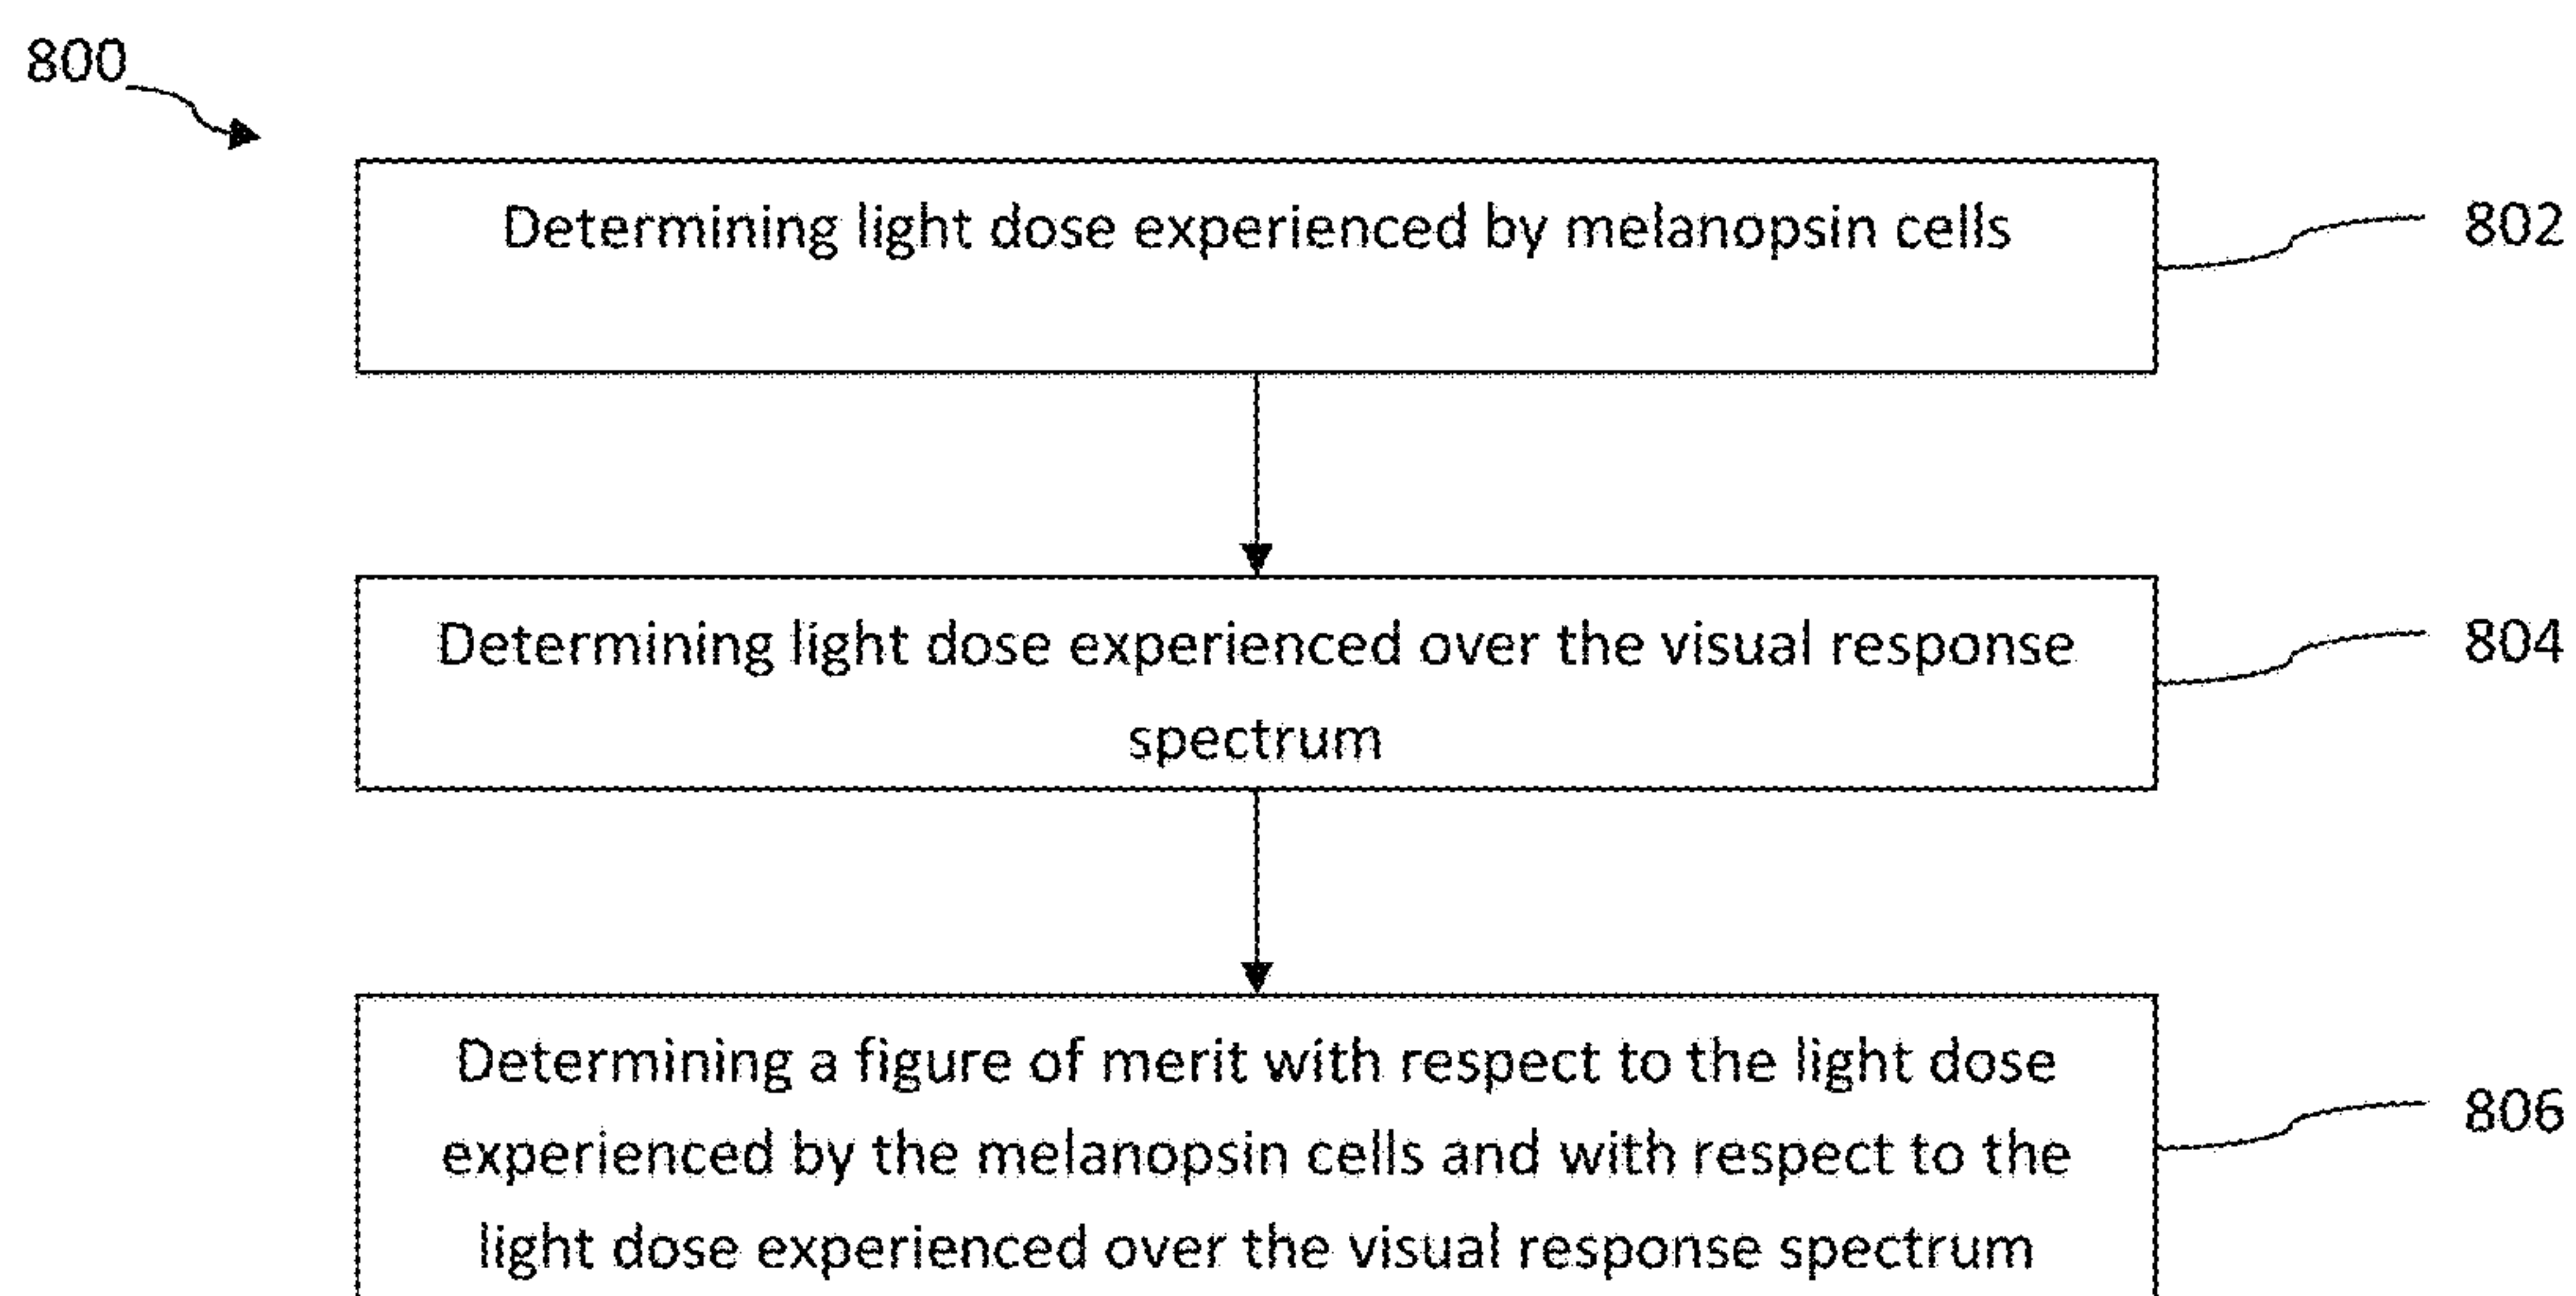 800
Determining light dose experienced by melanopsin cells
802
Determining light dose experienced over the visual response
spectrum
804
Determining a figure of merit with respect to the light dose
experienced by the melanopsin cells and with respect to the
light dose experienced over the visual response spectrum
806